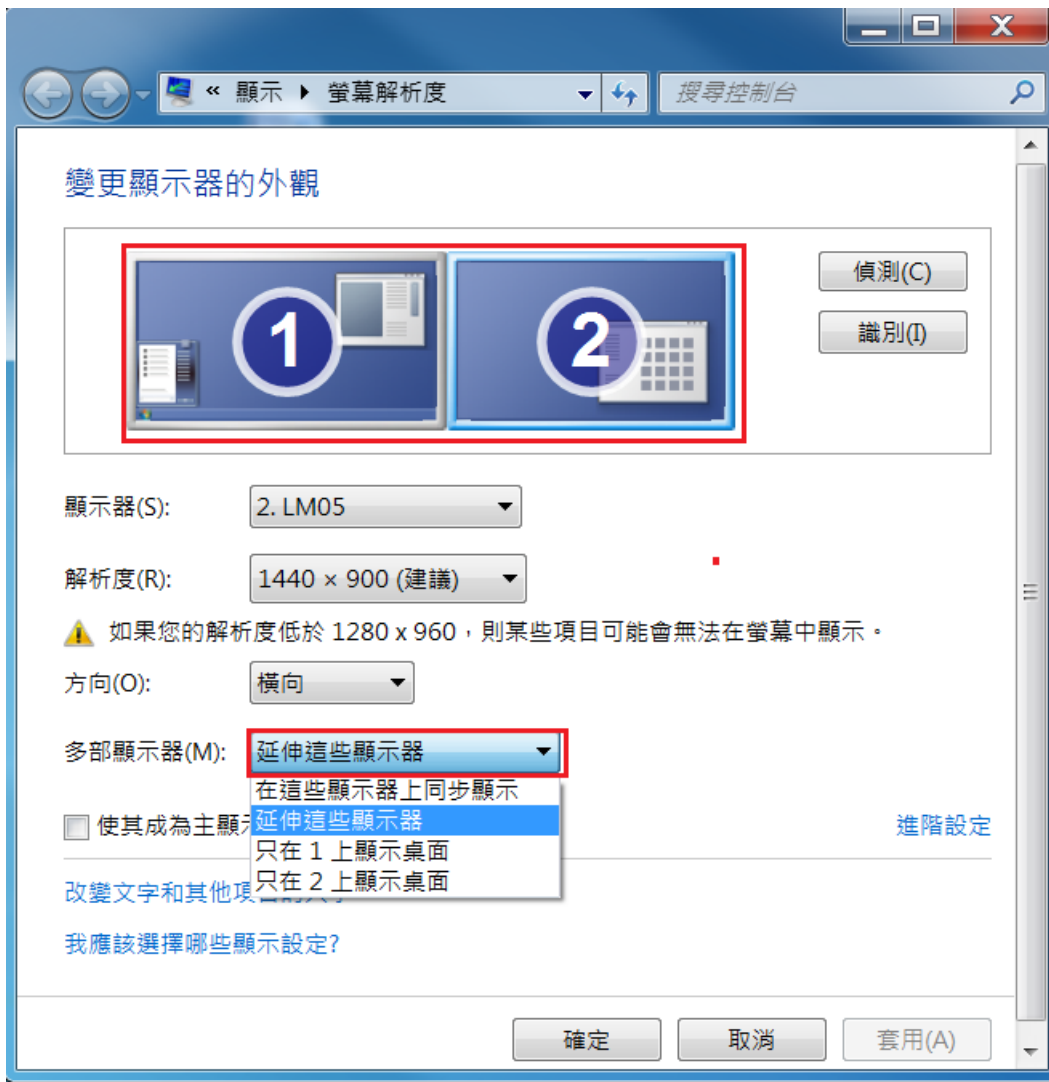 « 顯示 ▸ 螢幕解析度
搜尋控制台
變更顯示器的外觀
1
2
偵測(C)
識別(I)
顯示器(S): 2. LM05
解析度(R): 1440 × 900 (建議)
如果您的解析度低於 1280 x 960，則某些項目可能會無法在螢幕中顯示。
方向(O): 橫向
多部顯示器(M): 延伸這些顯示器
在這些顯示器上同步顯示
延伸這些顯示器
只在 1 上顯示桌面
只在 2 上顯示桌面
使其成為主顯
進階設定
改變文字和其他
我應該選擇哪些顯示設定?
確定 取消 套用(A)